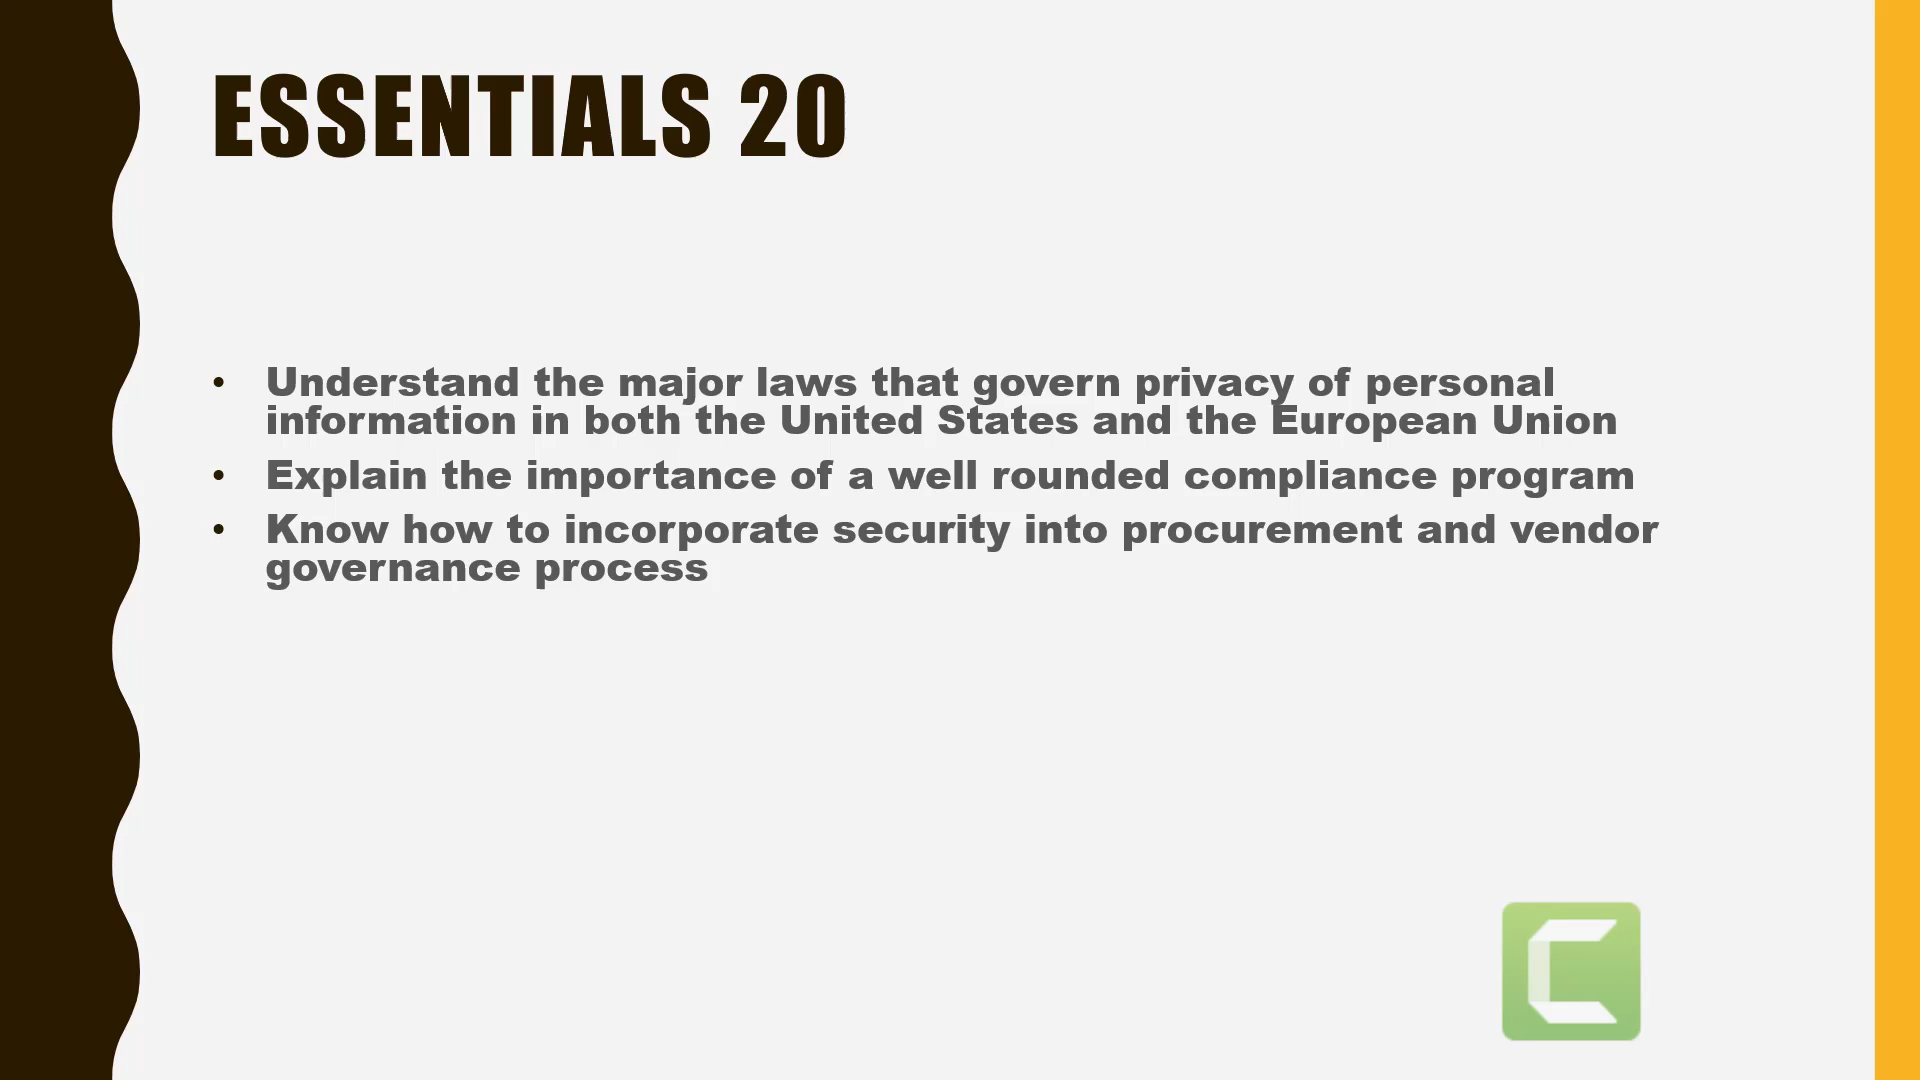 ESSENTIALS 20
• Understand the major laws that govern privacy of personal
information in both the United States and the European Union
• Explain the importance of a well rounded compliance program
• Know how to incorporate security into procurement and vendor
governance process